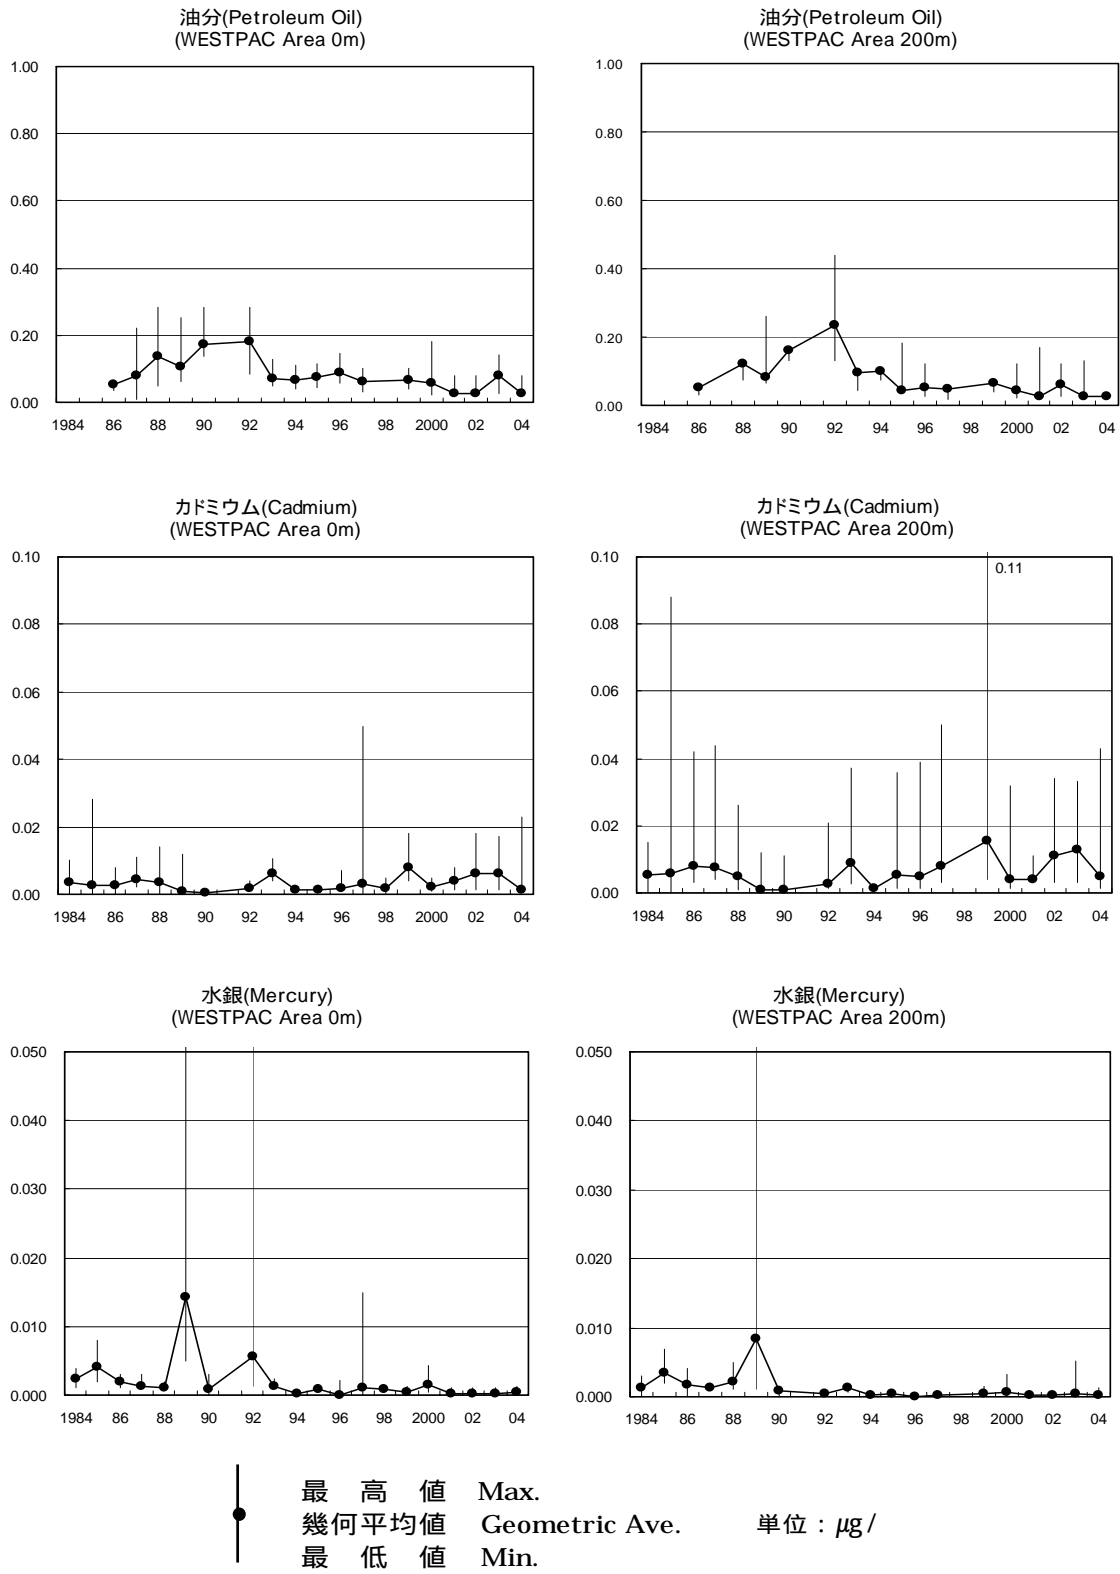 油分(Petroleum Oil)
(WESTPAC Area 0m)
1.00
0.80
0.60
0.40
0.20
0.00
1984 86 88 90 92 94 96 98 2000 02 04
油分(Petroleum Oil)
(WESTPAC Area 200m)
1.00
0.80
0.60
0.40
0.20
0.00
1984 86 88 90 92 94 96 98 2000 02 04
カドミウム(Cadmium)
(WESTPAC Area 0m)
0.10
0.08
0.06
0.04
0.02
0.00
1984 86 88 90 92 94 96 98 2000 02 04
カドミウム(Cadmium)
(WESTPAC Area 200m)
0.10
0.11
0.08
0.06
0.04
0.02
0.00
1984 86 88 90 92 94 96 98 2000 02 04
水銀(Mercury)
(WESTPAC Area 0m)
0.050
0.040
0.030
0.020
0.010
0.000
1984 86 88 90 92 94 96 98 2000 02 04
水銀(Mercury)
(WESTPAC Area 200m)
0.050
0.040
0.030
0.020
0.010
0.000
1984 86 88 90 92 94 96 98 2000 02 04
最 高 値 Max.
幾何平均値 Geometric Ave. 単位：μg/
最 低 値 Min.